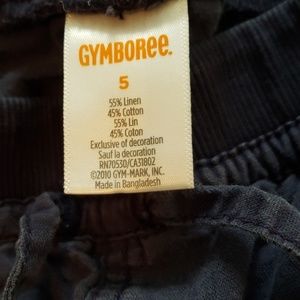 GYMBOREE.
5
55% Linen
45% Cotton
55% Lin
45% Coton
Exclusive of decoration
Sauf la decoration
RN70530/CA31802
©2010 GYM-MARK, INC.
Made in Bangladesh